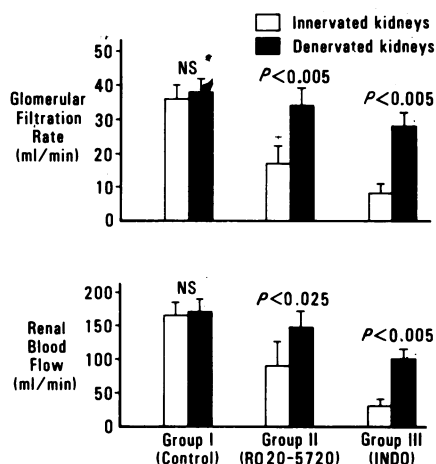 Innervated kidneys
Denervated kidneys
Glomerular
Filtration
Rate
(ml/min)
50
40
30
20
10
0
NS
P<0.005
P<0.005
Renal
Blood
Flow
(ml/min)
200
150
100
50
0
NS
P<0.025
P<0.005
Group I
(Control)
Group II
(RO20-5720)
Group III
(INDO)